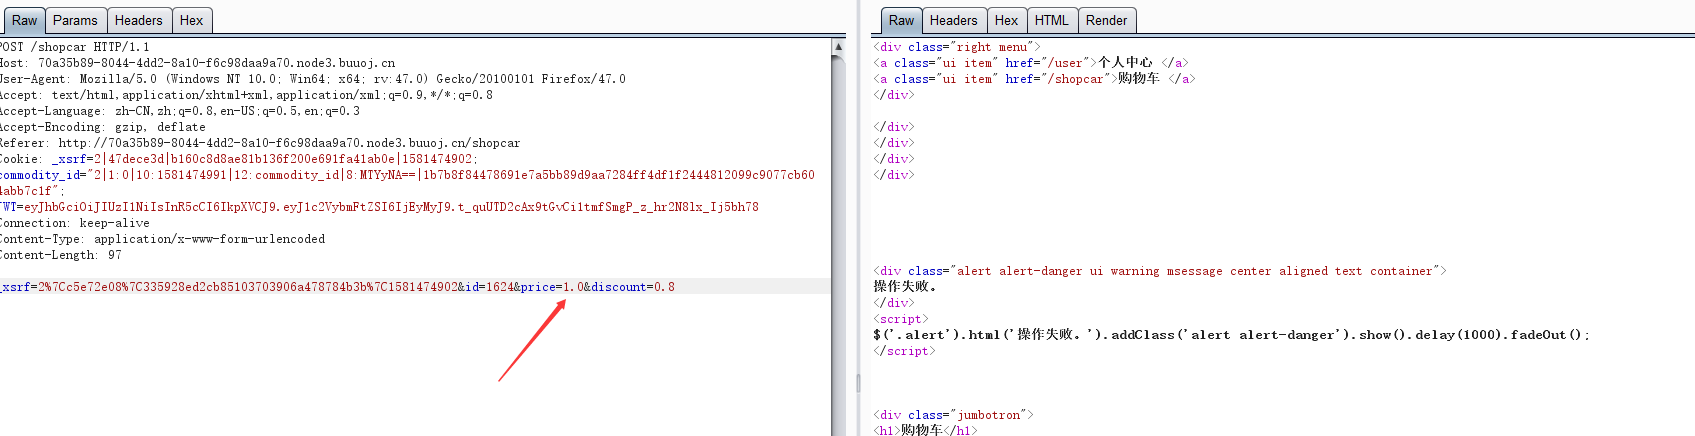 Raw Params Headers Hex
POST /shopcar HTTP/1.1
Host: 70a35b89-8044-4dd2-8a10-f6c98daa9a70.node3.buuoj.cn
User-Agent: Mozilla/5.0 (Windows NT 10.0; Win64; x64; rv:47.0) Gecko/20100101 Firefox/47.0
Accept: text/html,application/xhtml+xml,application/xml;q=0.9,*/*;q=0.8
Accept-Language: zh-CN,zh;q=0.8,en-US;q=0.5,en;q=0.3
Accept-Encoding: gzip, deflate
Referer: http://70a35b89-8044-4dd2-8a10-f6c98daa9a70.node3.buuoj.cn/shopcar
Cookie: _xsrf=2|47dece3d|b160c8d8ae81b136f200e691fa41ab0e|1581474902;
commodity_id="2|1:0|10:1581474991|12:commodity_id|8:MTYyNA==|1b7b8f84478691e7a5bb89d9aa7284ff4df1f2444812099c9077cb60
4abb7c1f";
JWT=eyJhbGciOiJIUzI1NiIsInR5cCI6IkpXVCJ9.eyJ1c2VybmFtZSI6IjEyMyJ9.t_quUTD2cAx9tGvCi1tmfSmgP_z_hr2N8lx_Ij5bh78
Connection: keep-alive
Content-Type: application/x-www-form-urlencoded
Content-Length: 97
_xsrf=2%7Cc5e72e08%7C335928ed2cb85103703906a478784b3b%7C1581474902&id=1624&price=1.0&discount=0.8
Raw Headers Hex HTML Render
<div class="right menu">
<a class="ui item" href="/user">个人中心 </a>
<a class="ui item" href="/shopcar">购物车 </a>
</div>
</div>
</div>
</div>
</div>
<div class="alert alert-danger ui warning msessage center aligned text container">
操作失败。
</div>
<script>
$('.alert').html('操作失败。').addClass('alert alert-danger').show().delay(1000).fadeOut();
</script>
<div class="jumbotron">
<h1>购物车</h1>